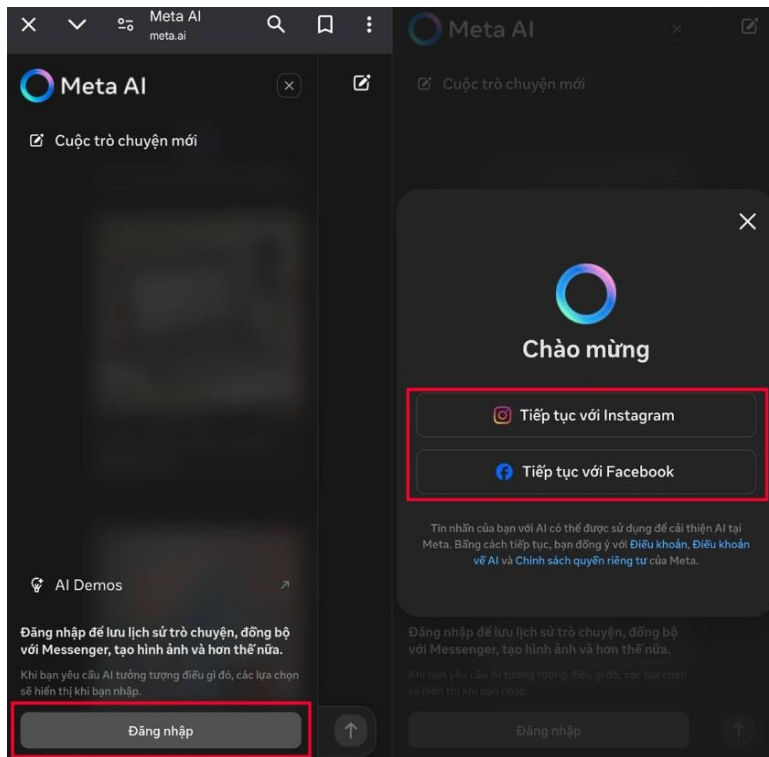 Meta AI
meta.ai
Meta AI
Cuộc trò chuyện mới
AI Demos
Đăng nhập để lưu lịch sử trò chuyện, đồng bộ
với Messenger, tạo hình ảnh và hơn thế nữa.
Khi bạn yêu cầu AI tưởng tượng điều gì đó, các lựa chọn
sẽ hiển thị khi bạn nhập.
Đăng nhập
Meta AI
Cuộc trò chuyện mới
Chào mừng
Tiếp tục với Instagram
Tiếp tục với Facebook
Tin nhắn của bạn với AI có thể được sử dụng để cải thiện AI tại
Meta. Bằng cách tiếp tục, bạn đồng ý với Điều khoản, Điều khoản
về AI và Chính sách quyền riêng tư của Meta.
Đăng nhập để lưu lịch sử trò chuyện, đồng bộ
với Messenger, tạo hình ảnh và hơn thế nữa.
Khi bạn yêu cầu AI tưởng tượng điều gì đó, các lựa chọn
sẽ hiển thị khi bạn nhập.
Đăng nhập